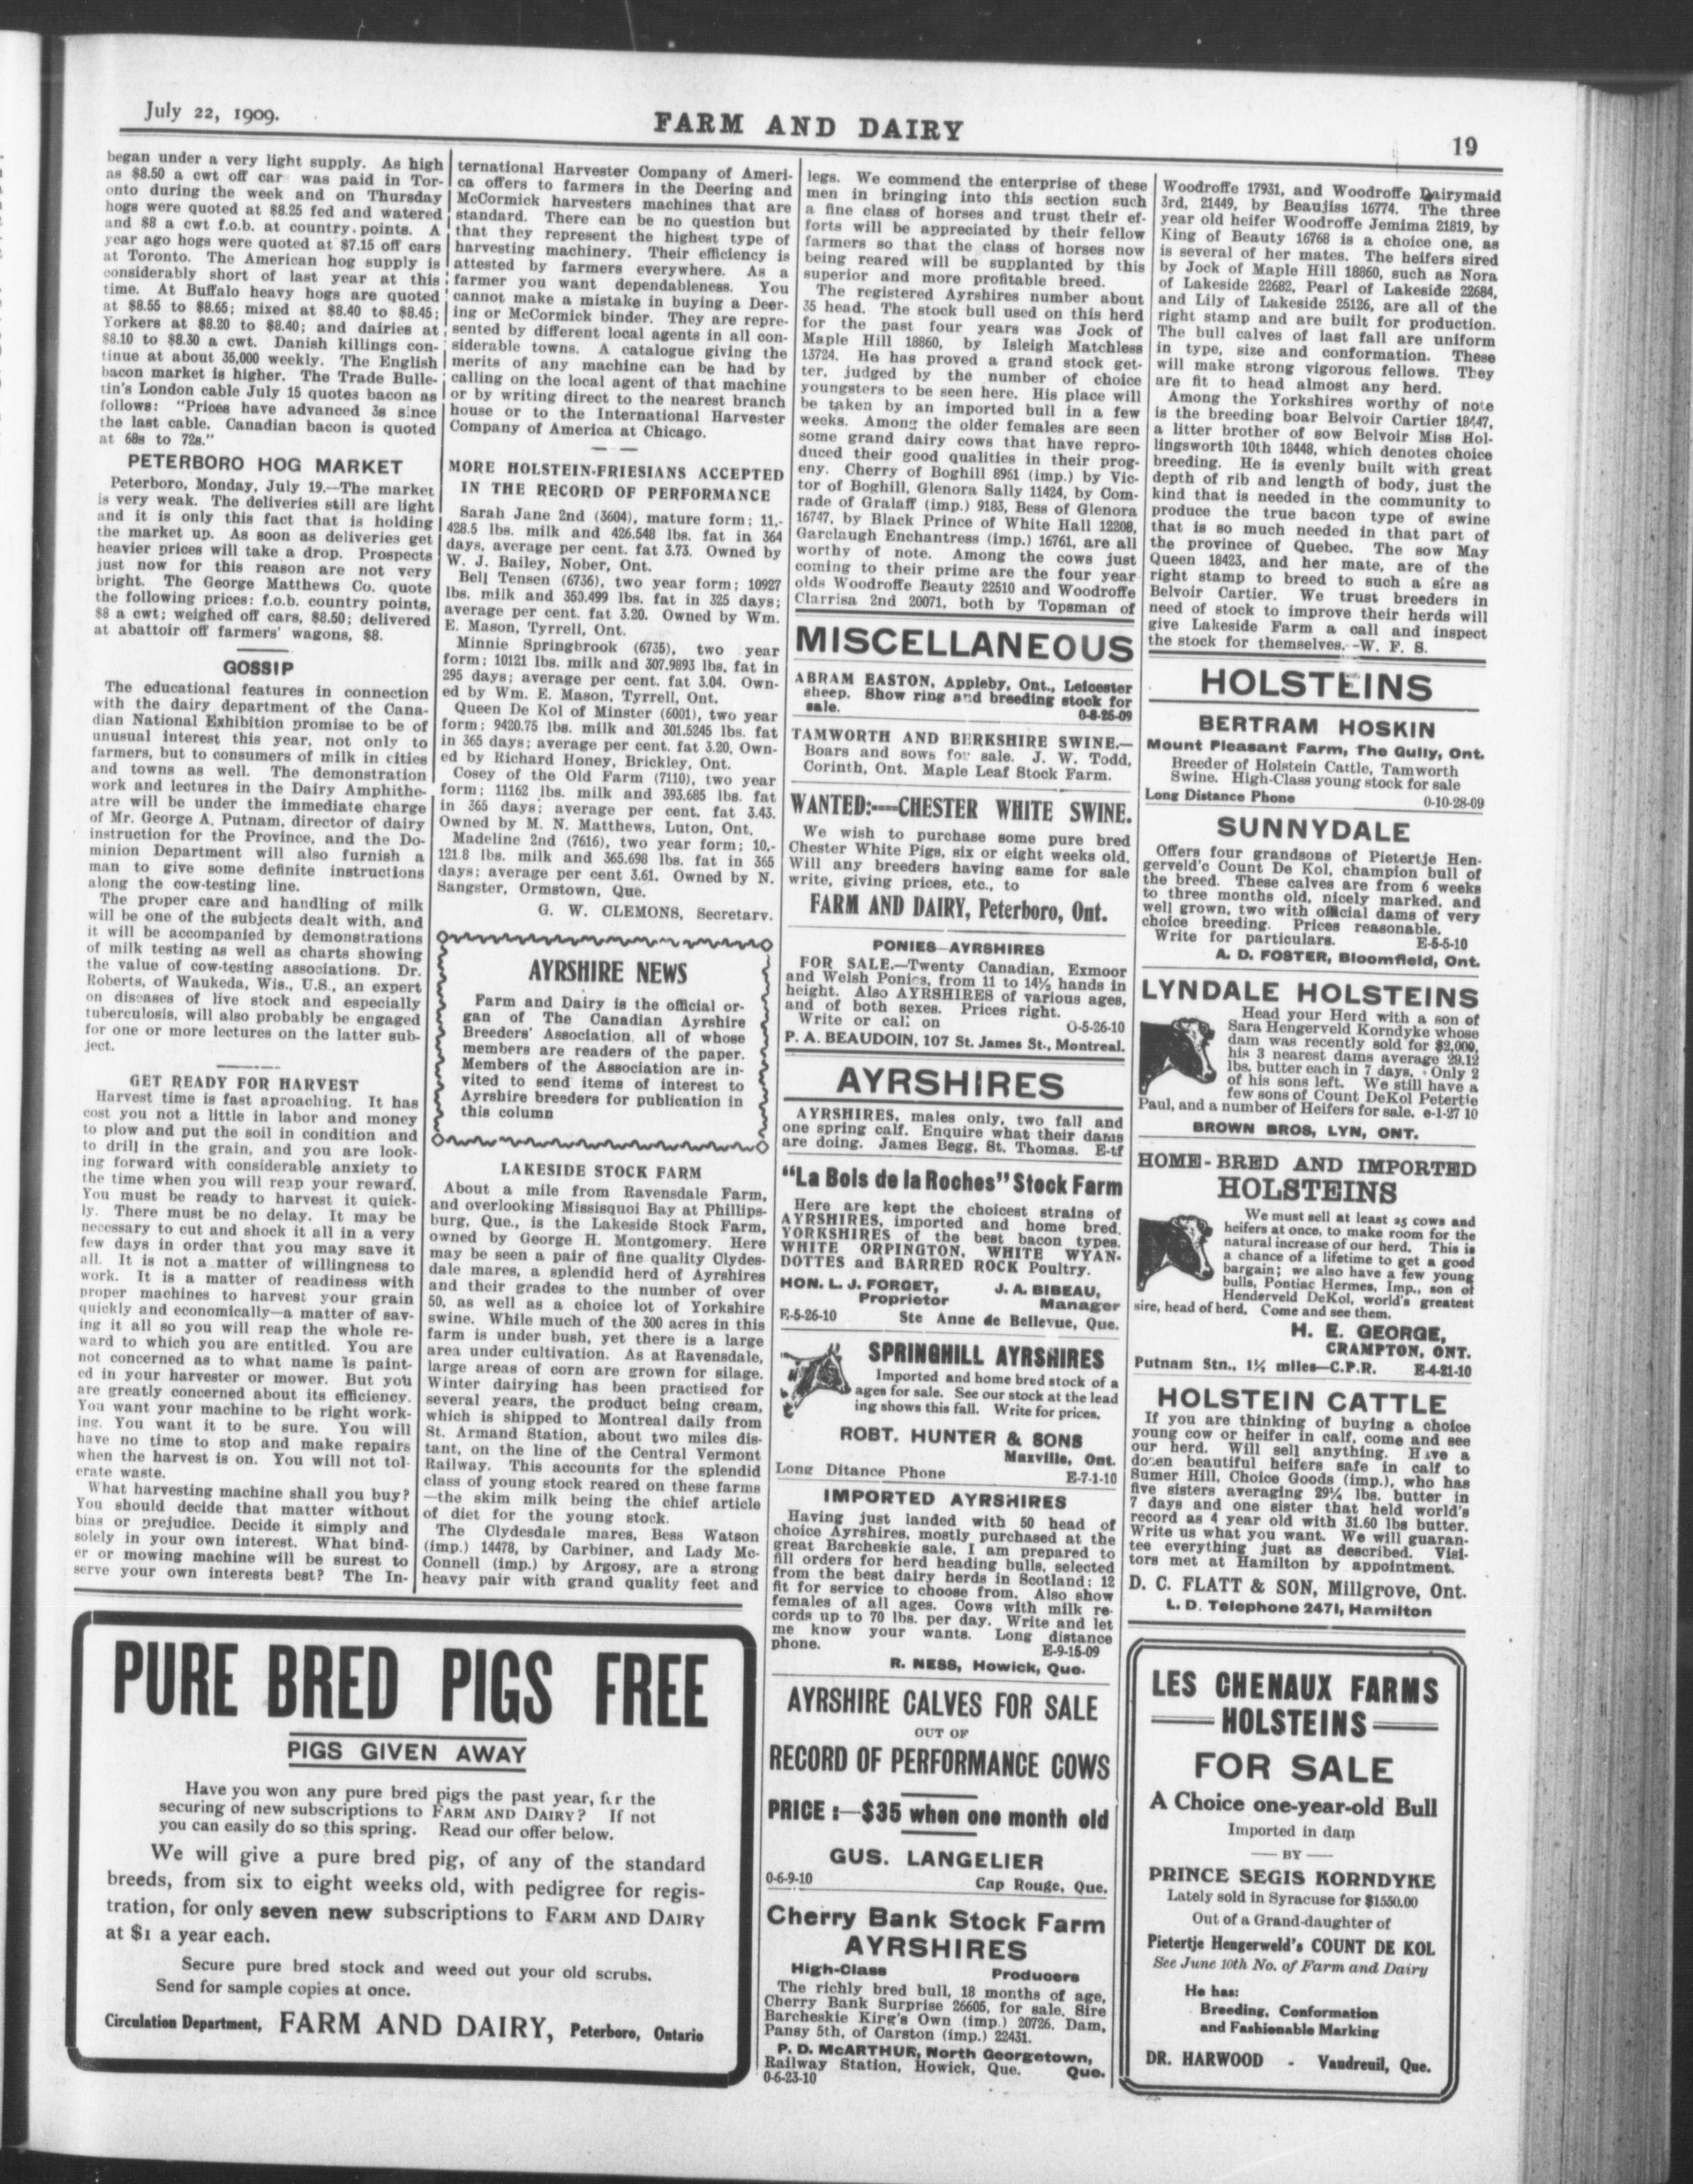 July 22, 1909.
FARM AND DAIRY
19
began under a very light supply. As high
as $8.50 a cwt off car was paid in Tor-
onto during the week and on Thursday
hogs were quoted at $8.25 fed and watered
and $8 a cwt f.o.b. at country points. A
year ago hogs were quoted at $7.15 off cars
at Toronto. The American hog supply is
considerably short of last year at this
time. At Buffalo heavy hogs are quoted
at $8.55 to $8.65; mixed at $8.40 to $8.45;
Yorkers at $8.20 to $8.40; and dairies at
$8.10 to $8.30 a cwt. Danish killings con-
tinue at about 35,000 weekly. The English
bacon market is higher. The Trade Bulle-
tin's London cable July 15 quotes bacon as
follows: "Prices have advanced 3s since
the last cable. Canadian bacon is quoted
at 68s to 72s."
PETERBORO HOG MARKET
Peterboro, Monday, July 19.—The market
is very weak. The deliveries still are light
and it is only this fact that is holding
the market up. As soon as deliveries get
heavier prices will take a drop. Prospects
just now for this reason are not very
bright. The George Matthews Co. quote
the following prices: f.o.b. country points,
$8 a cwt; weighed off cars, $8.50; delivered
at abattoir off farmers' wagons, $8.
GOSSIP
The educational features in connection
with the dairy department of the Cana-
dian National Exhibition promise to be of
unusual interest this year, not only to
farmers, but to consumers of milk in cities
and towns as well. The demonstration
work and lectures in the Dairy Amphithe-
atre will be under the immediate charge
of Mr. George A. Putnam, director of dairy
instruction for the Province, and the Do-
minion Department will also furnish a
man to give some definite instructions
along the cow-testing line.
The proper care and handling of milk
will be one of the subjects dealt with, and
it will be accompanied by demonstrations
of milk testing as well as charts showing
the value of cow-testing associations. Dr.
Roberts, of Waukeda, Wis., U.S., an expert
on diseases of live stock and especially
tuberculosis, will also probably be engaged
for one or more lectures on the latter sub-
ject.
GET READY FOR HARVEST
Harvest time is fast aproaching. It has
cost you not a little in labor and money
to plow and put the soil in condition and
to drill in the grain, and you are look-
ing forward with considerable anxiety to
the time when you will reap your reward.
You must be ready to harvest it quick-
ly. There must be no delay. It may be
necessary to cut and shock it all in a very
few days in order that you may save it
all. It is not a matter of willingness to
work. It is a matter of readiness with
proper machines to harvest your grain
quickly and economically—a matter of sav-
ing it all so you will reap the whole re-
ward to which you are entitled. You are
not concerned as to what name is paint-
ed in your harvester or mower. But you
are greatly concerned about its efficiency.
You want your machine to be right work-
ing. You want it to be sure. You will
have no time to stop and make repairs
when the harvest is on. You will not tol-
erate waste.
What harvesting machine shall you buy?
You should decide that matter without
bias or prejudice. Decide it simply and
solely in your own interest. What bind-
er or mowing machine will be surest to
serve your own interests best? The In-
ternational Harvester Company of Ameri-
ca offers to farmers in the Deering and
McCormick harvesters machines that are
standard. There can be no question but
that they represent the highest type of
harvesting machinery. Their efficiency is
attested by farmers everywhere. As a
farmer you want dependableness. You
cannot make a mistake in buying a Deer-
ing or McCormick binder. They are repre-
sented by different local agents in all con-
siderable towns. A catalogue giving the
merits of any machine can be had by
calling on the local agent of that machine
or by writing direct to the nearest branch
house or to the International Harvester
Company of America at Chicago.
MORE HOLSTEIN-FRIESIANS ACCEPTED
IN THE RECORD OF PERFORMANCE
Sarah Jane 2nd (3604), mature form; 11,-
428.5 lbs. milk and 426.548 lbs. fat in 364
days, average per cent. fat 3.73. Owned by
W. J. Bailey, Nober, Ont.
Bell Tensen (6736), two year form; 10927
lbs. milk and 350.499 lbs. fat in 325 days;
average per cent. fat 3.20. Owned by Wm.
E. Mason, Tyrrell, Ont.
Minnie Springbrook (6735), two year
form; 10121 lbs. milk and 307.9893 lbs. fat in
295 days; average per cent. fat 3.04. Own-
ed by Wm. E. Mason, Tyrrell, Ont.
Queen De Kol of Minster (6001), two year
form; 9420.75 lbs. milk and 301.5245 lbs. fat
in 365 days; average per cent. fat 3.20. Own-
ed by Richard Honey, Brickley, Ont.
Cosey of the Old Farm (7110), two year
form; 11162 lbs. milk and 393.685 lbs. fat
in 365 days; average per cent. fat 3.43.
Owned by M. N. Matthews, Luton, Ont.
Madeline 2nd (7616), two year form; 10,-
121.8 lbs. milk and 365.698 lbs. fat in 365
days; average per cent 3.61. Owned by N.
Sangster, Ormstown, Que.
G. W. CLEMONS, Secretary.
AYRSHIRE NEWS
Farm and Dairy is the official or-
gan of The Canadian Ayrshire
Breeders' Association, all of whose
members are readers of the paper.
Members of the Association are in-
vited to send items of interest to
Ayrshire breeders for publication in
this column
LAKESIDE STOCK FARM
About a mile from Ravensdale Farm,
and overlooking Missisquoi Bay at Phillips-
burg, Que., is the Lakeside Stock Farm,
owned by George H. Montgomery. Here
may be seen a pair of fine quality Clydes-
dale mares, a splendid herd of Ayrshires
and their grades to the number of over
50, as well as a choice lot of Yorkshire
swine. While much of the 300 acres in this
farm is under bush, yet there is a large
area under cultivation. As at Ravensdale,
large areas of corn are grown for silage.
Winter dairying has been practised for
several years, the product being cream,
which is shipped to Montreal daily from
St. Armand Station, about two miles dis-
tant, on the line of the Central Vermont
Railway. This accounts for the splendid
class of young stock reared on these farms
—the skim milk being the chief article
of diet for the young stock.
The Clydesdale mares, Bess Watson
(imp.) 14478, by Carbiner, and Lady Mc-
Connell (imp.) by Argosy, are a strong
heavy pair with grand quality feet and
legs. We commend the enterprise of these
men in bringing into this section such
a fine class of horses and trust their ef-
forts will be appreciated by their fellow
farmers so that the class of horses now
being reared will be supplanted by this
superior and more profitable breed.
The registered Ayrshires number about
35 head. The stock bull used on this herd
for the past four years was Jock of
Maple Hill 18860, by Isleigh Matchless
13724. He has proved a grand stock get-
ter, judged by the number of choice
youngsters to be seen here. His place will
be taken by an imported bull in a few
weeks. Among the older females are seen
some grand dairy cows that have repro-
duced their good qualities in their prog-
eny. Cherry of Boghill 8961 (imp.) by Vic-
tor of Boghill, Glenora Sally 11424, by Com-
rade of Gralaff (imp.) 9183, Bess of Glenora
16747, by Black Prince of White Hall 12208,
Garclaugh Enchantress (imp.) 16761, are all
worthy of note. Among the cows just
coming to their prime are the four year
olds Woodroffe Beauty 22510 and Woodroffe
Clarrisa 2nd 20071, both by Topsman of
MISCELLANEOUS
ABRAM EASTON, Appleby, Ont., Leicester
sheep. Show ring and breeding stock for
sale.
0-8-25-09
TAMWORTH AND BERKSHIRE SWINE.—
Boars and sows for sale. J. W. Todd,
Corinth, Ont. Maple Leaf Stock Farm.
WANTED:—CHESTER WHITE SWINE.
We wish to purchase some pure bred
Chester White Pigs, six or eight weeks old.
Will any breeders having same for sale
write, giving prices, etc., to
FARM AND DAIRY, Peterboro, Ont.
PONIES AYRSHIRES
FOR SALE.—Twenty Canadian, Exmoor
and Welsh Ponies, from 11 to 14½ hands in
height. Also AYRSHIRES of various ages,
and of both sexes. Prices right.
Write or call on
O-5-26-10
P. A. BEAUDOIN, 107 St. James St., Montreal.
AYRSHIRES
AYRSHIRES, males only, two fall and
one spring calf. Enquire what their dams
are doing. James Begg, St. Thomas. E-tf
"La Bois de la Roches" Stock Farm
Here are kept the choicest strains of
AYRSHIRES, imported and home bred.
YORKSHIRES of the best bacon types.
WHITE ORPINGTON, WHITE WYAN-
DOTTES and BARRED ROCK Poultry.
HON. L. J. FORGET, J. A. BIBEAU,
Proprietor Manager
E-5-26-10 Ste Anne de Bellevue, Que.
SPRINGHILL AYRSHIRES
Imported and home bred stock of a
ages for sale. See our stock at the lead
ing shows this fall. Write for prices.
ROBT. HUNTER & SONS
Maxville, Ont.
Long Ditance Phone E-7-1-10
IMPORTED AYRSHIRES
Having just landed with 50 head of
choice Ayrshires, mostly purchased at the
great Barcheskie sale, I am prepared to
fill orders for herd heading bulls, selected
from the best dairy herds in Scotland; 12
fit for service to choose from. Also show
females of all ages. Cows with milk re-
cords up to 70 lbs. per day. Write and let
me know your wants. Long distance
phone. E-9-15-09
R. NESS, Howick, Que.
AYRSHIRE CALVES FOR SALE
OUT OF
RECORD OF PERFORMANCE COWS
PRICE :—$35 when one month old
GUS. LANGELIER
0-6-9-10 Cap Rouge, Que.
Cherry Bank Stock Farm
AYRSHIRES
High-Class Producers
The richly bred bull, 18 months of age,
Cherry Bank Surprise 26605, for sale. Sire
Barcheskie King's Own (imp.) 20726. Dam,
Pansy 5th, of Carston (imp.) 22431.
P. D. McARTHUR, North Georgetown,
Railway Station, Howick, Que. Que.
0-6-23-10
Woodroffe 17931, and Woodroffe Dairymaid
3rd, 21449, by Beaujiss 16774. The three
year old heifer Woodroffe Jemima 21819, by
King of Beauty 16768 is a choice one, as
is several of her mates. The heifers sired
by Jock of Maple Hill 18860, such as Nora
of Lakeside 22682, Pearl of Lakeside 22684,
and Lily of Lakeside 25126, are all of the
right stamp and are built for production.
The bull calves of last fall are uniform
in type, size and conformation. These
will make strong vigorous fellows. They
are fit to head almost any herd.
Among the Yorkshires worthy of note
is the breeding boar Belvoir Cartier 18447,
a litter brother of sow Belvoir Miss Hol-
lingsworth 10th 18448, which denotes choice
breeding. He is evenly built with great
depth of rib and length of body, just the
kind that is needed in the community to
produce the true bacon type of swine
that is so much needed in that part of
the province of Quebec. The sow May
Queen 18423, and her mate, are of the
right stamp to breed to such a sire as
Belvoir Cartier. We trust breeders in
need of stock to improve their herds will
give Lakeside Farm a call and inspect
the stock for themselves.-W. F. S.
HOLSTEINS
BERTRAM HOSKIN
Mount Pleasant Farm, The Gully, Ont.
Breeder of Holstein Cattle, Tamworth
Swine. High-Class young stock for sale
Long Distance Phone 0-10-28-09
SUNNYDALE
Offers four grandsons of Pietertje Hen-
gerveld's Count De Kol, champion bull of
the breed. These calves are from 6 weeks
to three months old, nicely marked, and
well grown, two with official dams of very
choice breeding. Prices reasonable.
Write for particulars. E-5-5-10
A. D. FOSTER, Bloomfield, Ont.
LYNDALE HOLSTEINS
Head your Herd with a son of
Sara Hengerveld Korndyke whose
dam was recently sold for $2,000,
his 3 nearest dams average 29.12
lbs. butter each in 7 days. Only 2
of his sons left. We still have a
few sons of Count DeKol Petertie
Paul, and a number of Heifers for sale. e-1-27 10
BROWN BROS, LYN, ONT.
HOME-BRED AND IMPORTED
HOLSTEINS
We must sell at least 25 cows and
heifers at once, to make room for the
natural increase of our herd. This is
a chance of a lifetime to get a good
bargain; we also have a few young
bulls, Pontiac Hermes, Imp., son of
Henderveld DeKol, world's greatest
sire, head of herd. Come and see them.
H. E. GEORGE,
CRAMPTON, ONT.
Putnam Stn., 1½ miles—C.P.R. E-4-21-10
HOLSTEIN CATTLE
If you are thinking of buying a choice
young cow or heifer in calf, come and see
our herd. Will sell anything. Have a
dozen beautiful heifers safe in calf to
Sumer Hill, Choice Goods (imp.), who has
five sisters averaging 29¼ lbs. butter in
7 days and one sister that held world's
record as 4 year old with 31.60 lbs butter.
Write us what you want. We will guaran-
tee everything just as described. Visi-
tors met at Hamilton by appointment.
D. C. FLATT & SON, Millgrove, Ont.
L. D. Telephone 2471, Hamilton
PURE BRED PIGS FREE
PIGS GIVEN AWAY
Have you won any pure bred pigs the past year, for the
securing of new subscriptions to FARM AND DAIRY? If not
you can easily do so this spring. Read our offer below.
We will give a pure bred pig, of any of the standard
breeds, from six to eight weeks old, with pedigree for regis-
tration, for only seven new subscriptions to FARM AND DAIRY
at $1 a year each.
Secure pure bred stock and weed out your old scrubs.
Send for sample copies at once.
Circulation Department, FARM AND DAIRY, Peterboro, Ontario
LES CHENAUX FARMS
HOLSTEINS
FOR SALE
A Choice one-year-old Bull
Imported in dam
BY
PRINCE SEGIS KORNDYKE
Lately sold in Syracuse for $1550.00
Out of a Grand-daughter of
Pietertje Hengerweld's COUNT DE KOL
See June 10th No. of Farm and Dairy
He has:
Breeding, Conformation
and Fashionable Marking
DR. HARWOOD - Vaudreuil, Que.